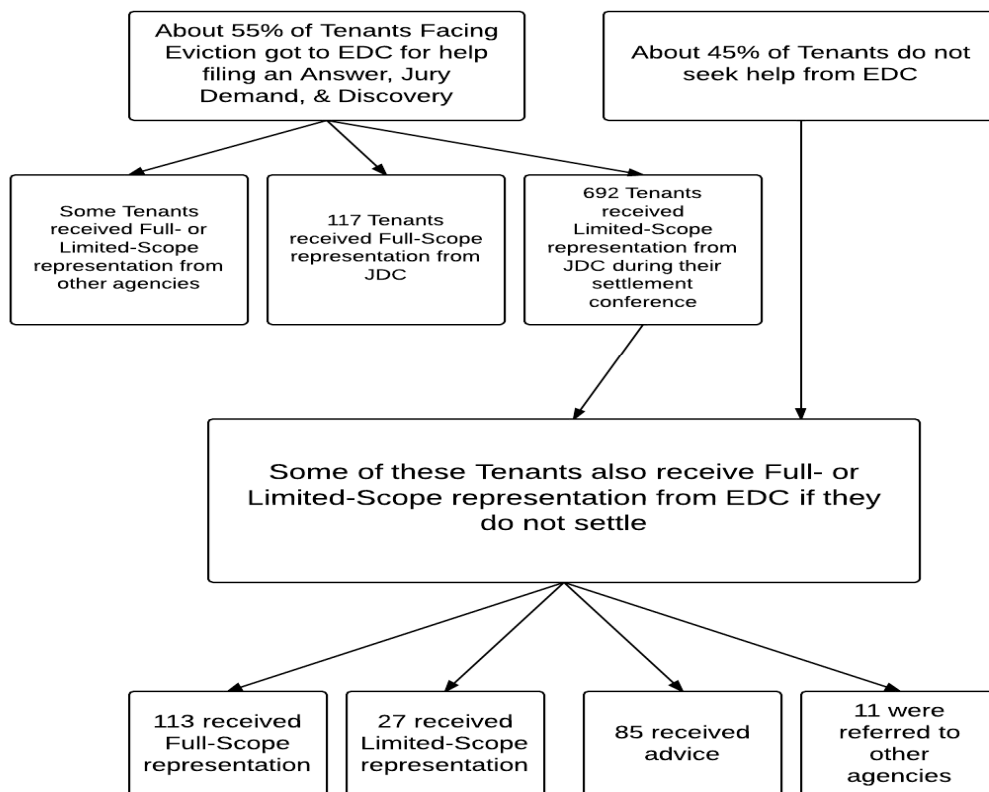 About 55% of Tenants Facing
Eviction got to EDC for help
filing an Answer, Jury
Demand, & Discovery
About 45% of Tenants do not
seek help from EDC
Some Tenants
received Full- or
Limited-Scope
representation from
other agencies
117 Tenants
received Full-Scope
representation from
JDC
692 Tenants
received
Limited-Scope
representation from
JDC during their
settlement
conference
Some of these Tenants also receive Full- or
Limited-Scope representation from EDC if they
do not settle
113 received
Full-Scope
representation
27 received
Limited-Scope
representation
85 received
advice
11 were
referred to
other
agencies